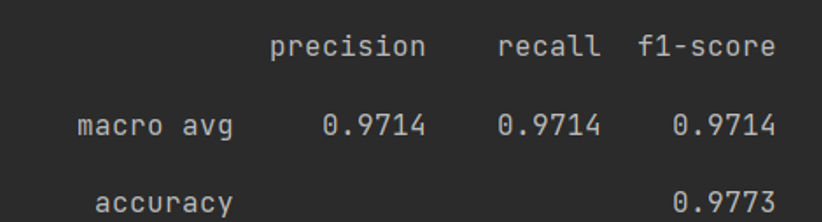 precision recall f1-score
macro avg 0.9714 0.9714 0.9714
accuracy 0.9773